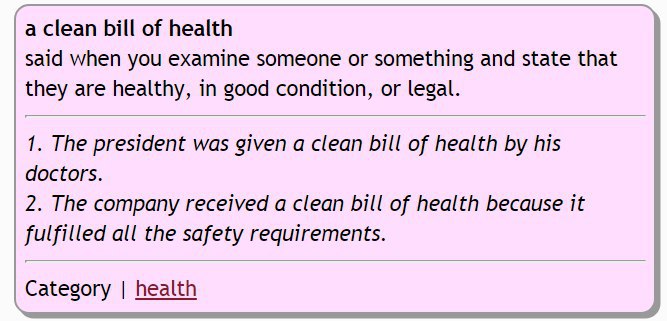 a clean bill of health
said when you examine someone or something and state that
they are healthy, in good condition, or legal.
1. The president was given a clean bill of health by his
doctors.
2. The company received a clean bill of health because it
fulfilled all the safety requirements.
Category | health